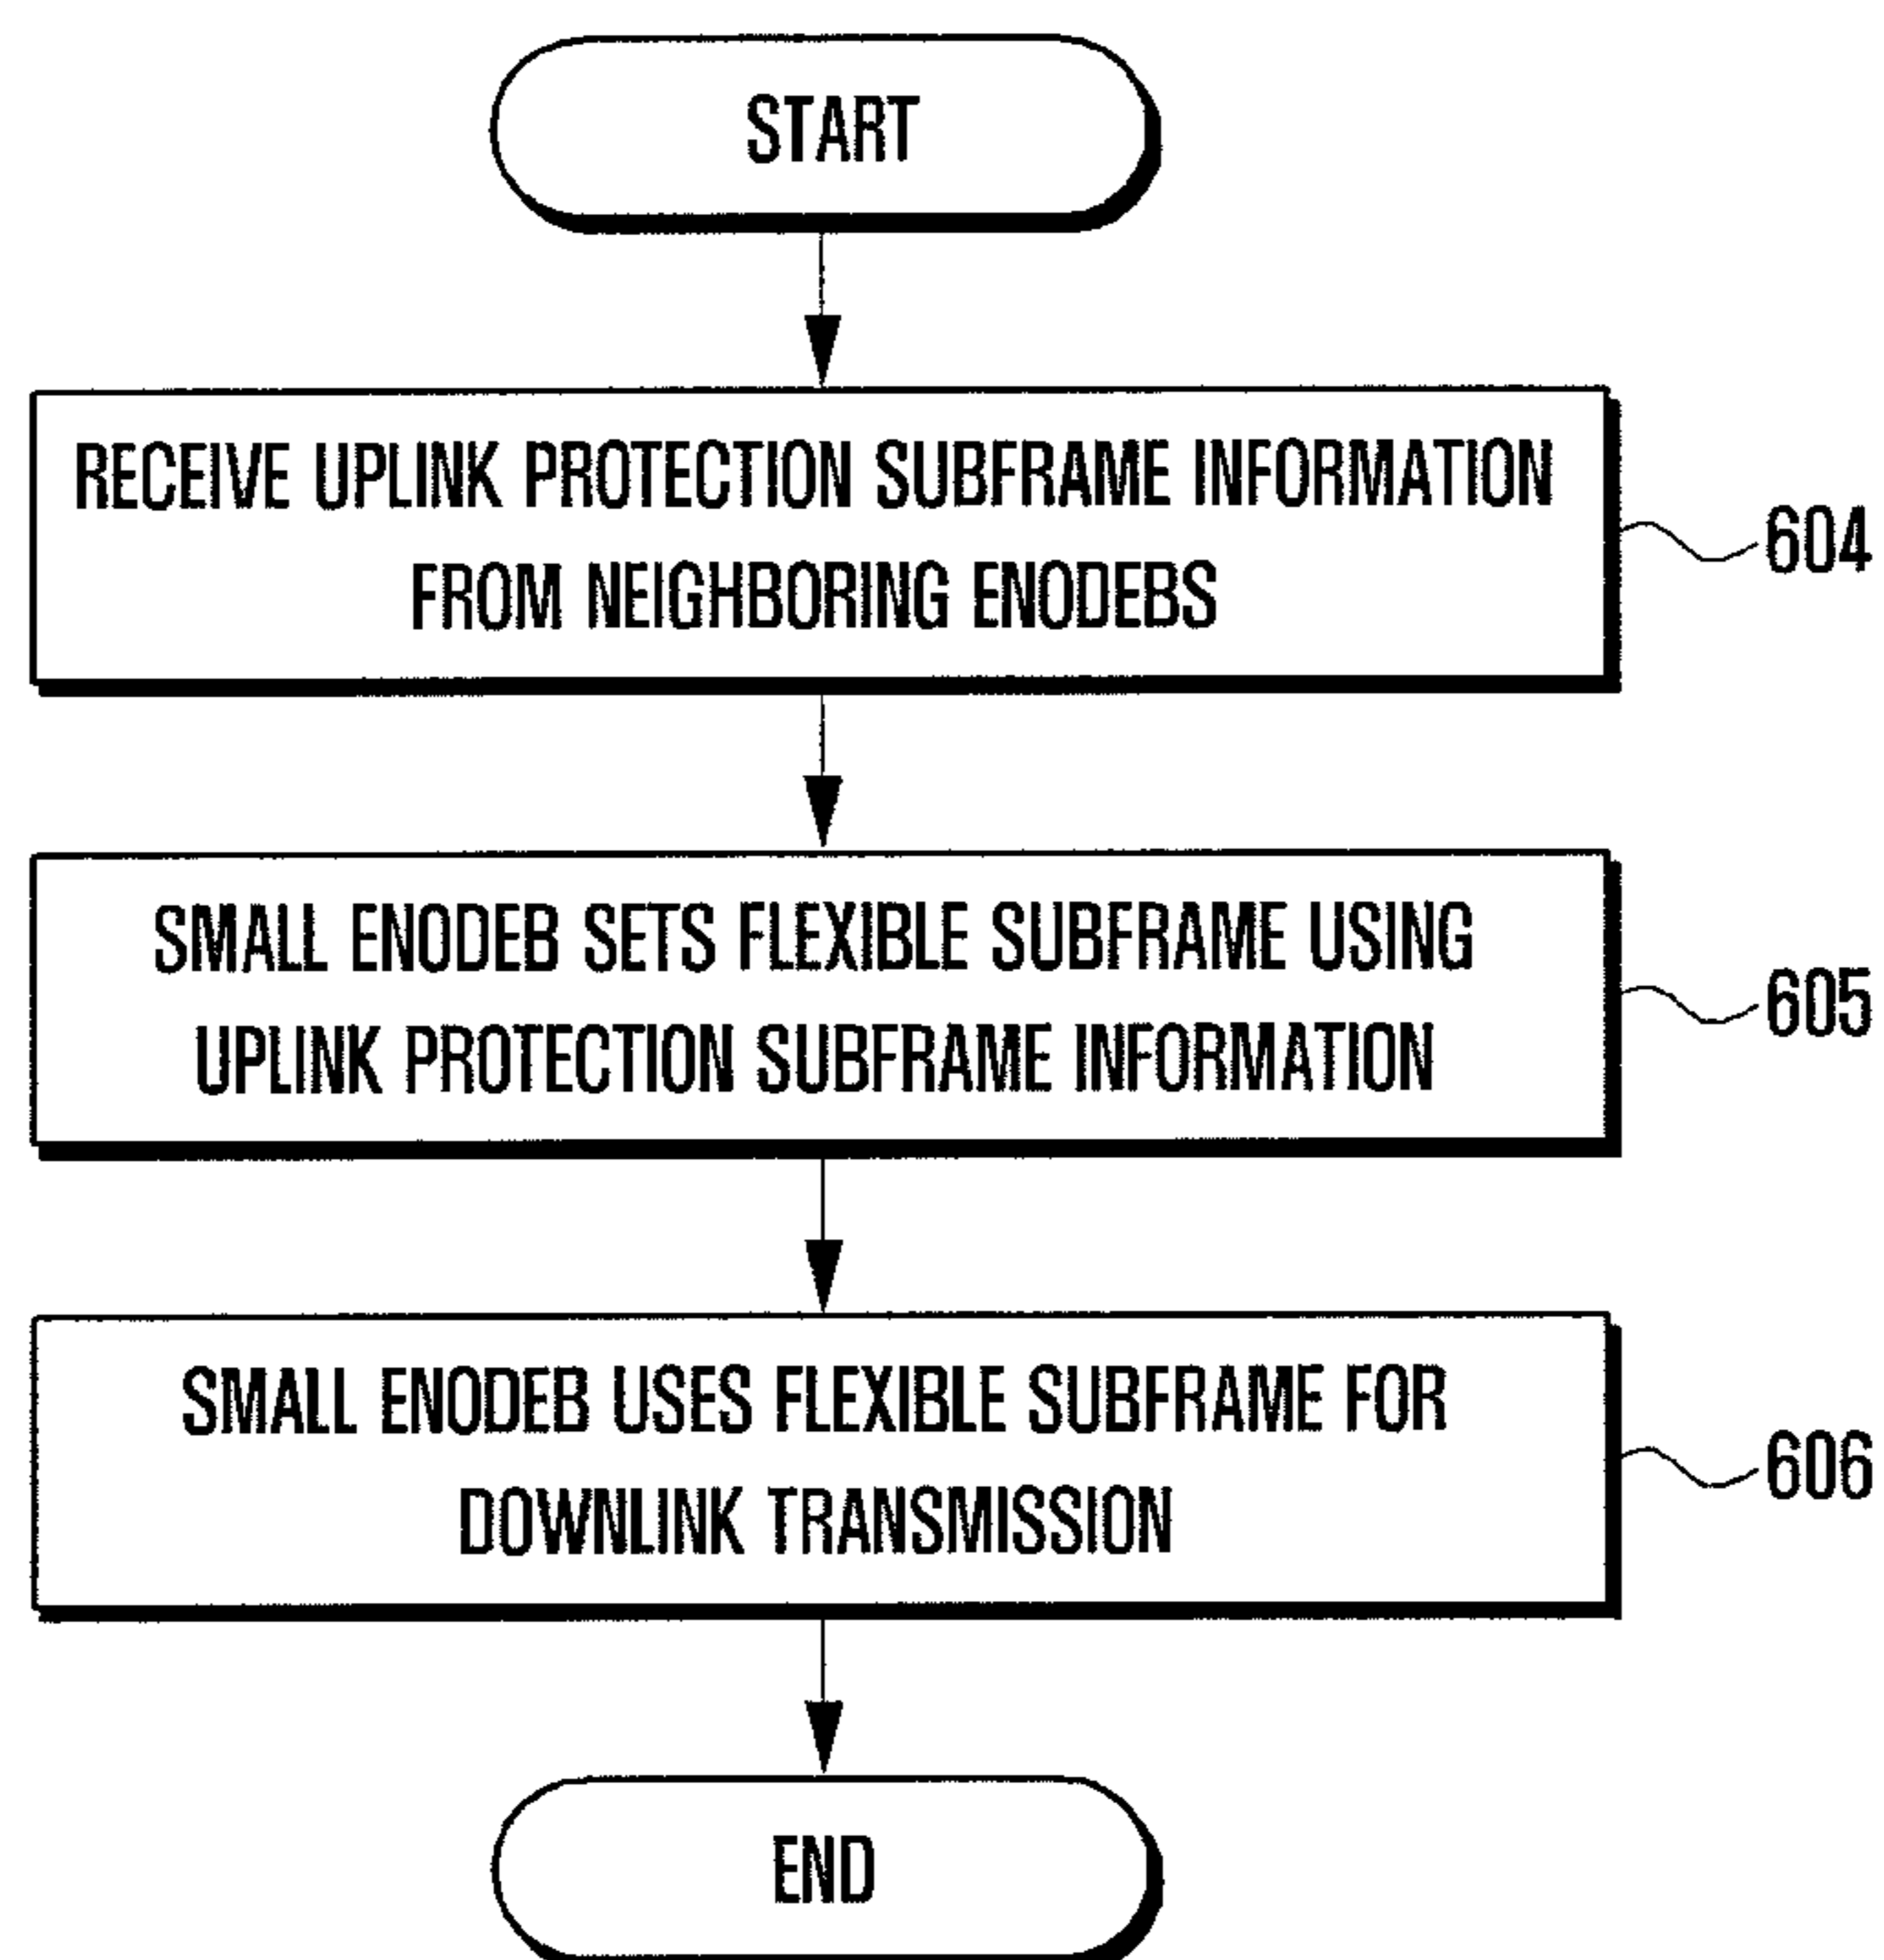 START
RECEIVE UPLINK PROTECTION SUBFRAME INFORMATION
FROM NEIGHBORING ENODEBS
604
SMALL ENODEB SETS FLEXIBLE SUBFRAME USING
UPLINK PROTECTION SUBFRAME INFORMATION
605
SMALL ENODEB USES FLEXIBLE SUBFRAME FOR
DOWNLINK TRANSMISSION
606
END